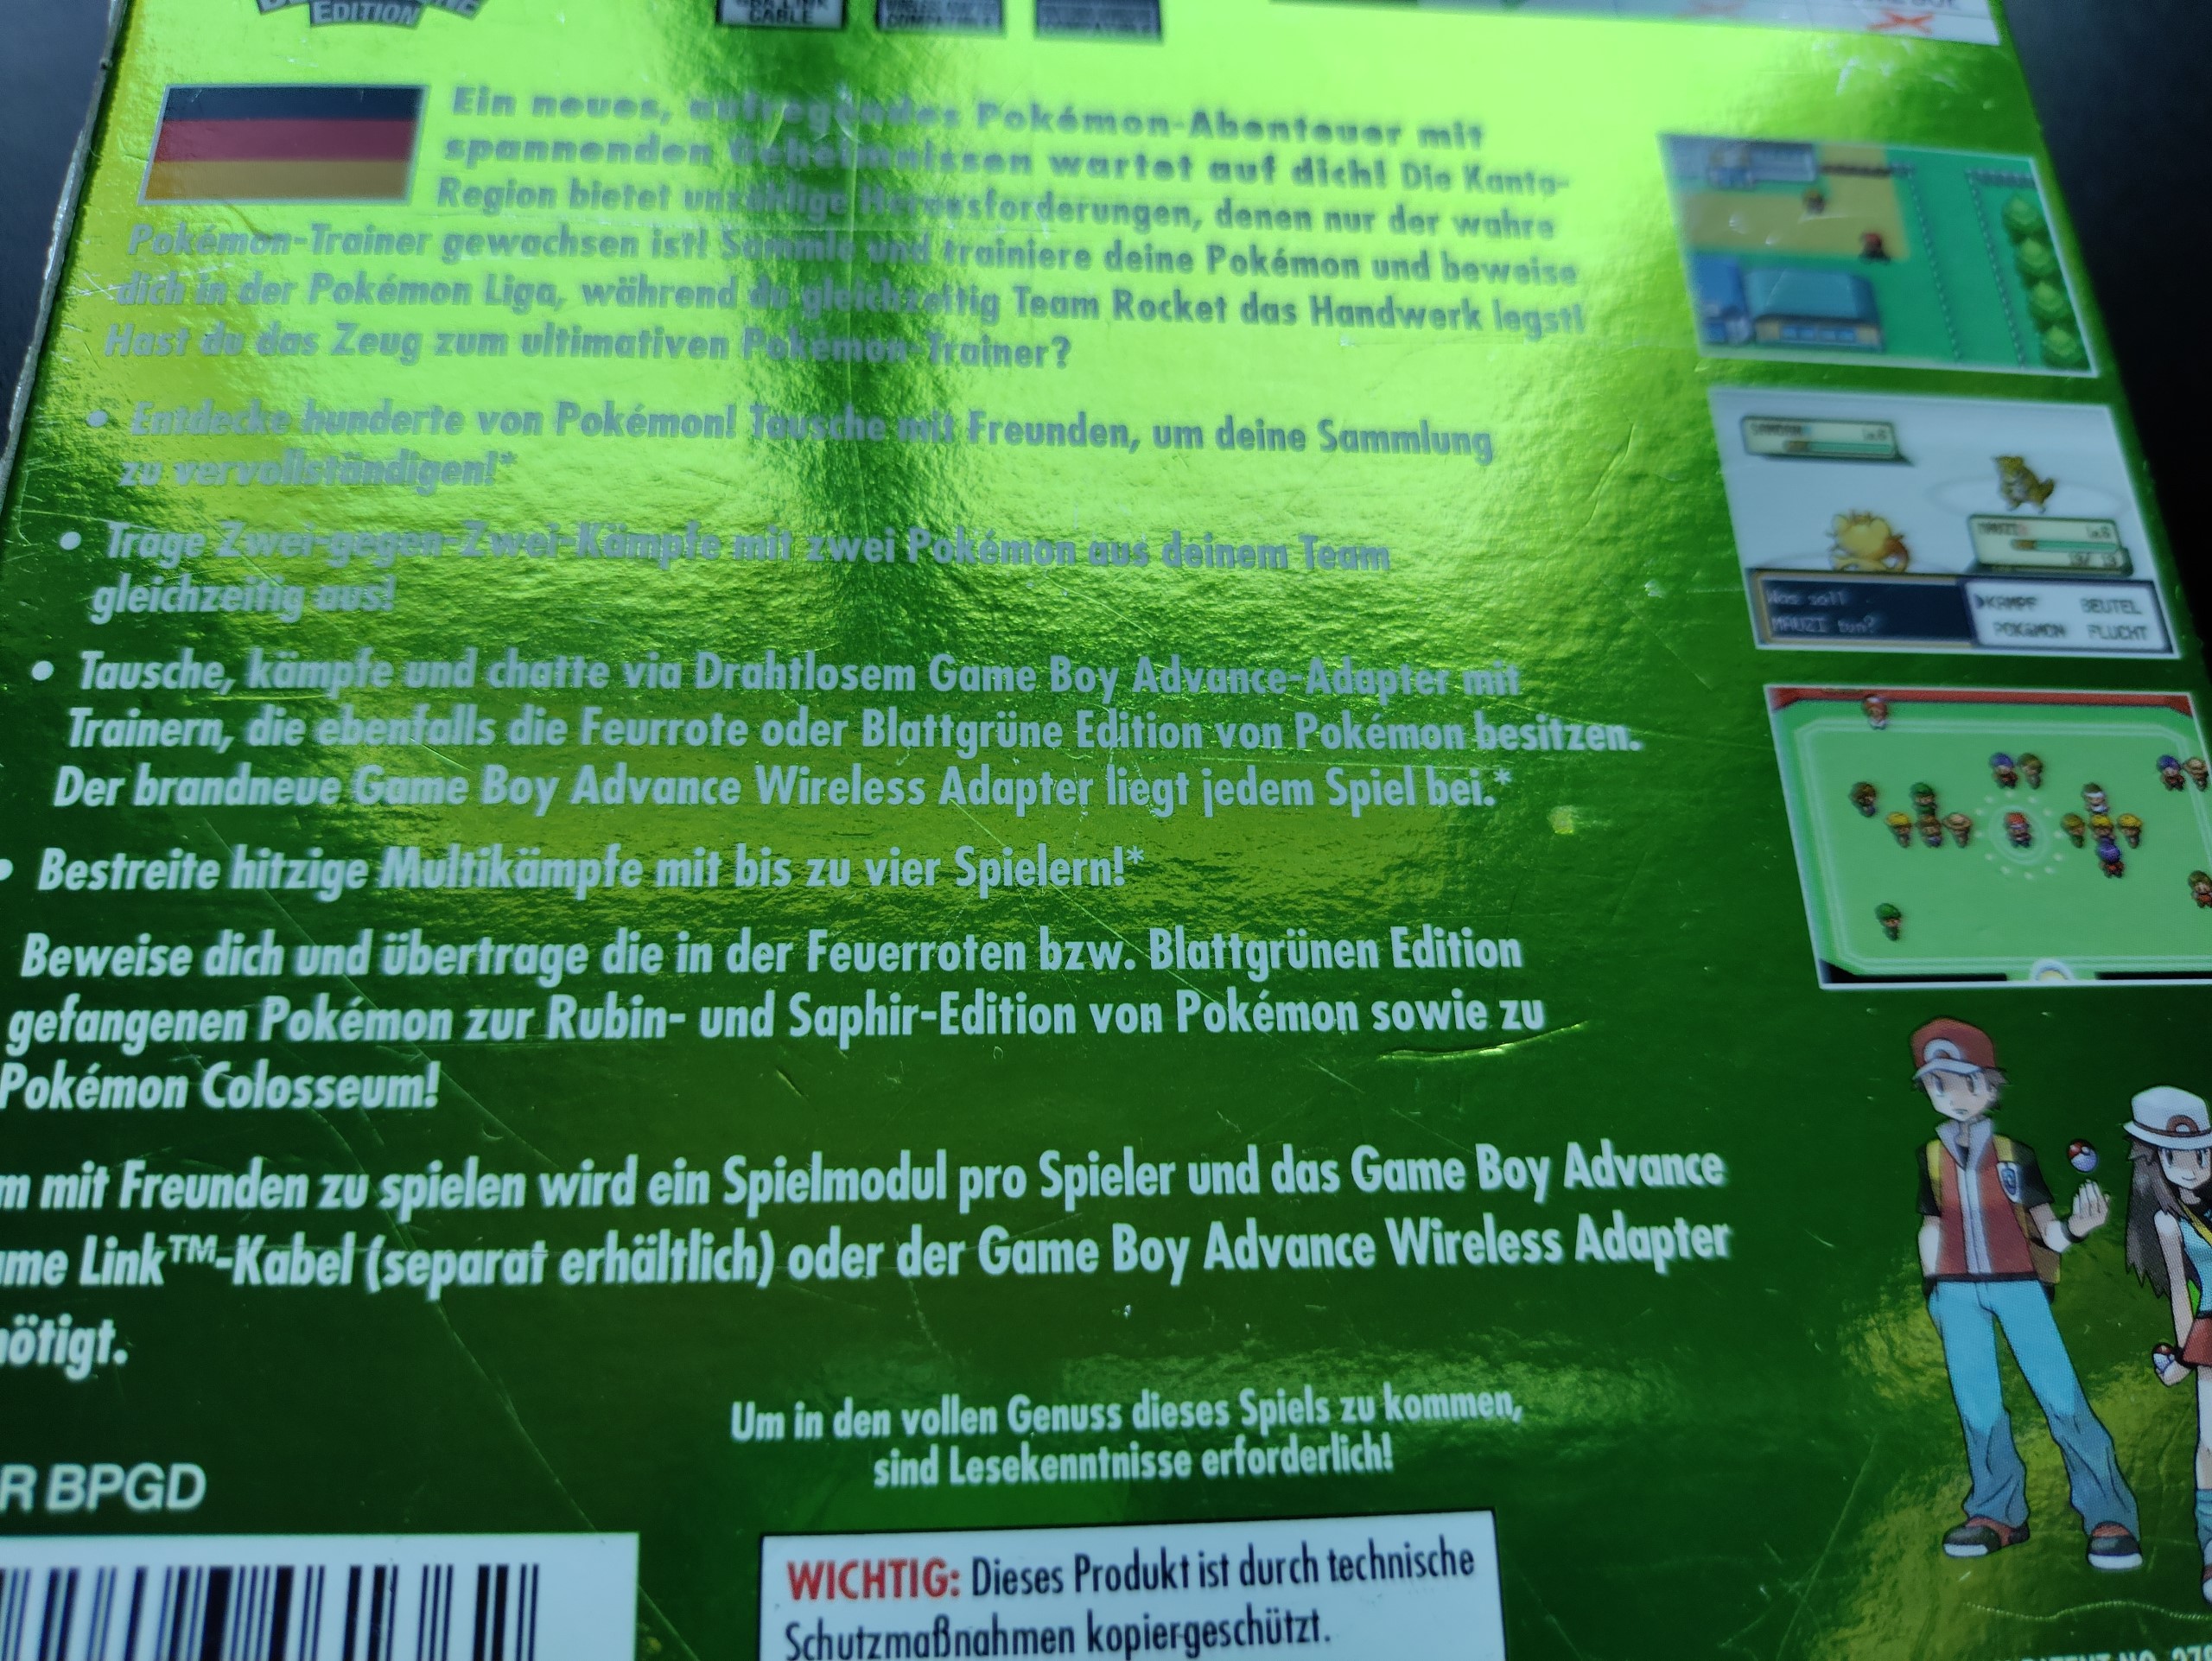 EDITION
CABLE
Ein neues, aufregendes Pokémon-Abenteuer mit
spannenden Geheimnissen wartet auf dich! Die Kanto-
Region bietet unzählige Herausforderungen, denen nur der wahre
Pokémon-Trainer gewachsen ist! Sammle und trainiere deine Pokémon und beweise
dich in der Pokémon Liga, während du gleichzeitig Team Rocket das Handwerk legst!
Hast du das Zeug zum ultimativen Pokémon-Trainer?
• Entdecke hunderte von Pokémon! Tausche mit Freunden, um deine Sammlung
zu vervollständigen!*
• Trage Zwei-gegen-Zwei-Kämpfe mit zwei Pokémon aus deinem Team
gleichzeitig aus!
• Tausche, kämpfe und chatte via Drahtlosem Game Boy Advance-Adapter mit
Trainern, die ebenfalls die Feurrote oder Blattgrüne Edition von Pokémon besitzen.
Der brandneue Game Boy Advance Wireless Adapter liegt jedem Spiel bei.*
• Bestreite hitzige Multikämpfe mit bis zu vier Spielern!*
Beweise dich und übertrage die in der Feuerroten bzw. Blattgrünen Edition
gefangenen Pokémon zur Rubin- und Saphir-Edition von Pokémon sowie zu
Pokémon Colosseum!
m mit Freunden zu spielen wird ein Spielmodul pro Spieler und das Game Boy Advance
ame Link™-Kabel (separat erhältlich) oder der Game Boy Advance Wireless Adapter
nötigt.
Um in den vollen Genuss dieses Spiels zu kommen,
sind Lesekenntnisse erforderlich!
R BPGD
WICHTIG: Dieses Produkt ist durch technische
Schutzmaßnahmen kopiergeschützt.
Was soll
MAUZI tun?
KAMPF BEUTEL
POKéMON FLUCHT